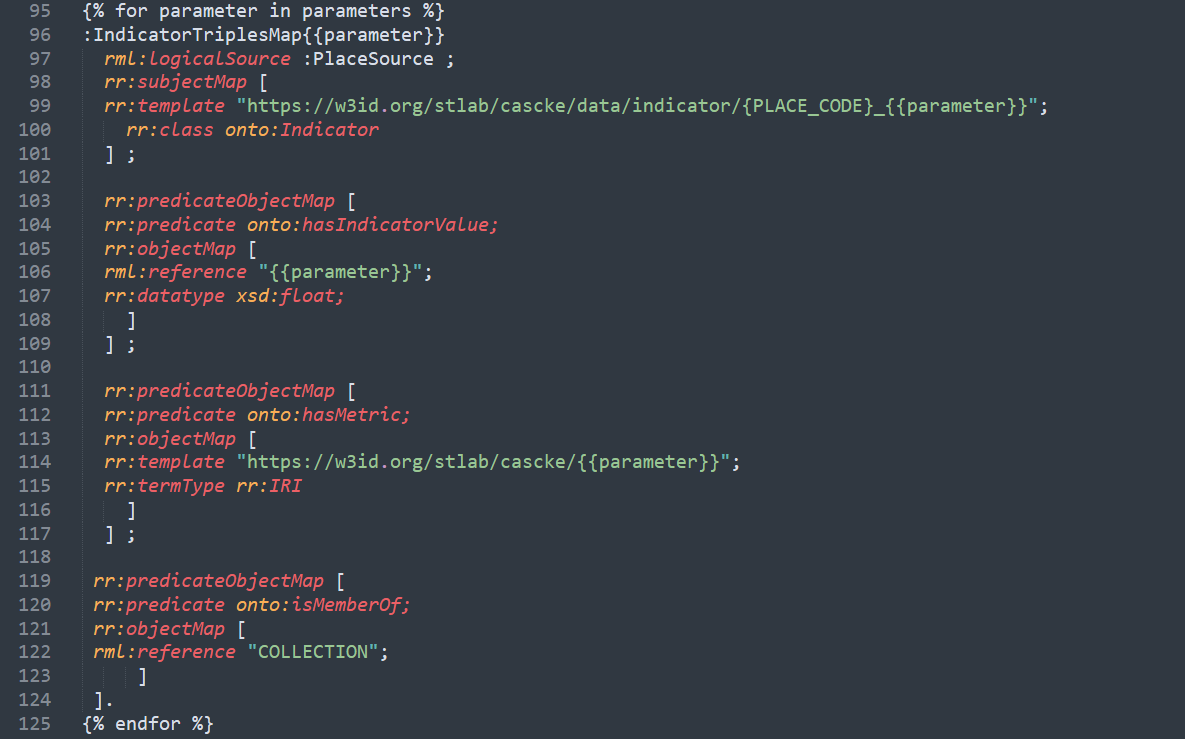 95 {% for parameter in parameters %}
96 :IndicatorTriplesMap{{parameter}}
97 rml:logicalSource :PlaceSource ;
98 rr:subjectMap [
99 rr:template "https://w3id.org/stlab/cascke/data/indicator/{PLACE_CODE}_{{parameter}}";
100 rr:class onto:Indicator
101 ] ;
102
103 rr:predicateObjectMap [
104 rr:predicate onto:hasIndicatorValue;
105 rr:objectMap [
106 rml:reference "{{parameter}}";
107 rr:datatype xsd:float;
108 ]
109 ] ;
110
111 rr:predicateObjectMap [
112 rr:predicate onto:hasMetric;
113 rr:objectMap [
114 rr:template "https://w3id.org/stlab/cascke/{{parameter}}";
115 rr:termType rr:IRI
116 ]
117 ] ;
118
119 rr:predicateObjectMap [
120 rr:predicate onto:isMemberOf;
121 rr:objectMap [
122 rml:reference "COLLECTION";
123 ]
124 ].
125 {% endfor %}